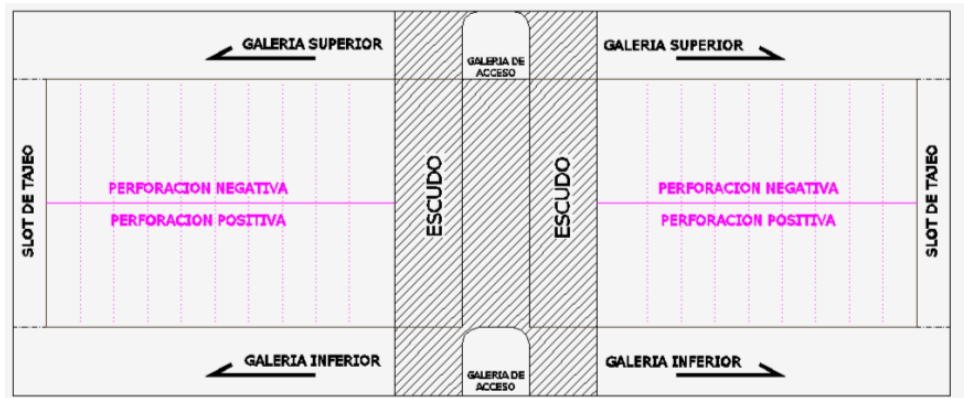 GALERIA SUPERIOR
GALERIA SUPERIOR
GALERIA DE
ACCESO
SLOT DE TAJEO
PERFORACION NEGATIVA
PERFORACION POSITIVA
ESCUDO
ESCUDO
PERFORACION NEGATIVA
PERFORACION POSITIVA
SLOT DE TAJEO
GALERIA INFERIOR
GALERIA DE
ACCESO
GALERIA INFERIOR